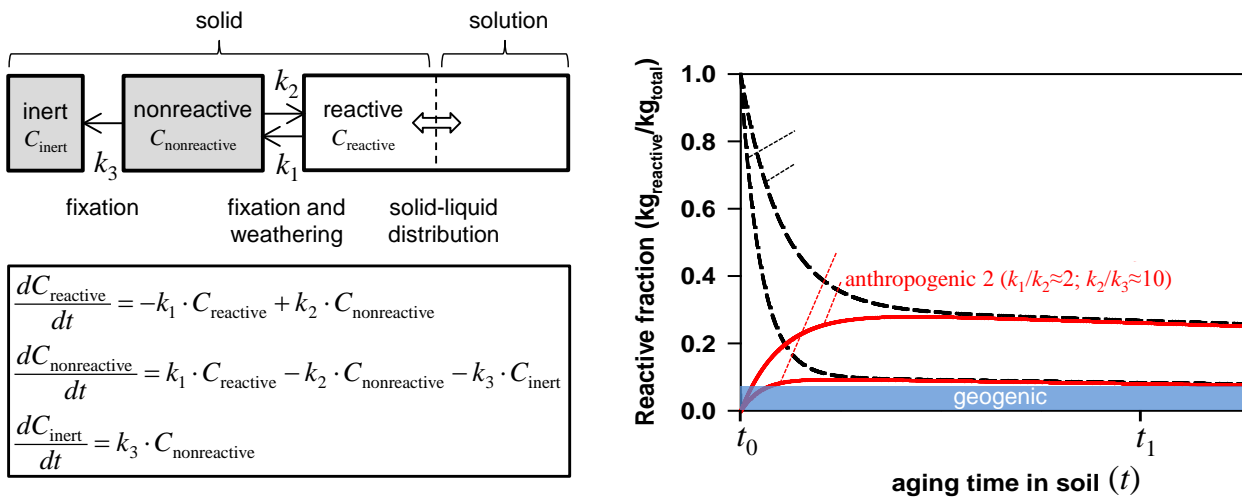 solid solution
inert
C_inert
nonreactive
C_nonreactive
reactive
C_reactive
k_2
k_3
k_1
fixation
fixation and
weathering
solid-liquid
distribution
dC_reactive/dt = −k_1 · C_reactive + k_2 · C_nonreactive
dC_nonreactive/dt = k_1 · C_reactive − k_2 · C_nonreactive − k_3 · C_inert
dC_inert/dt = k_3 · C_nonreactive
Reactive fraction (kg_reactive/kg_total)
1.0
0.8
0.6
0.4
0.2
0.0
anthropogenic 2 (k_1/k_2≈2; k_2/k_3≈10)
geogenic
t_0
t_1
aging time in soil (t)